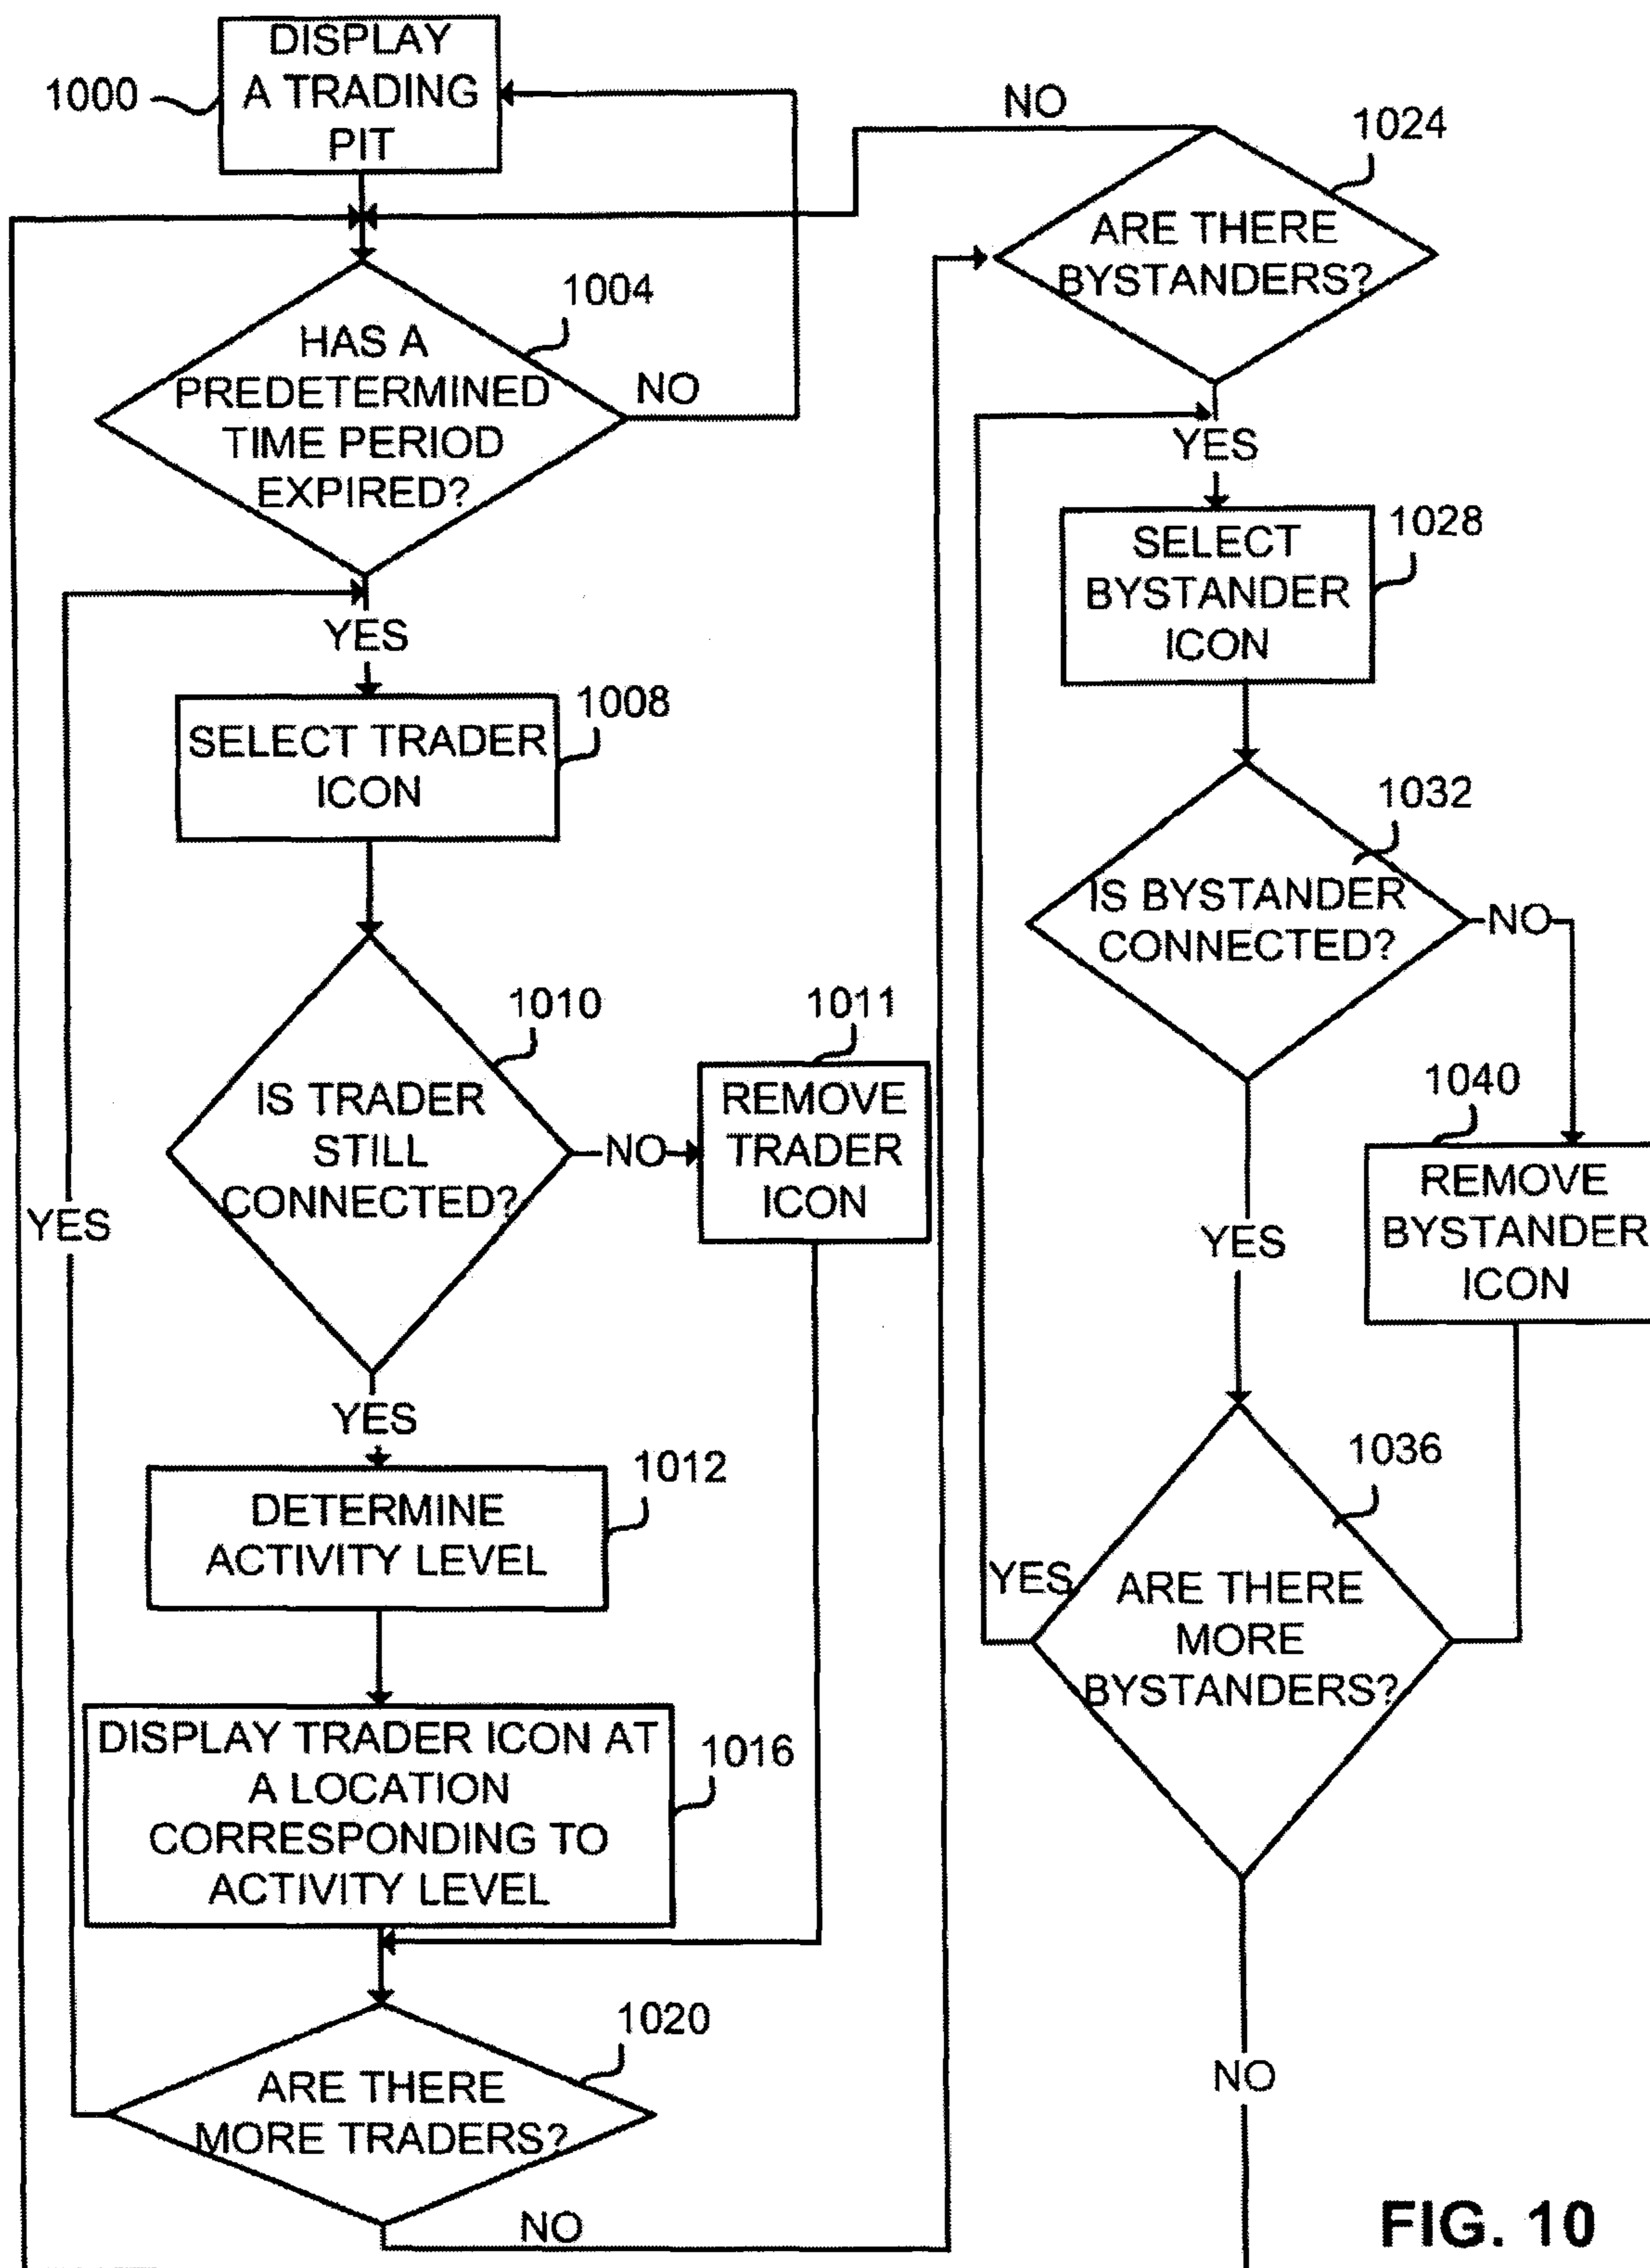 DISPLAY
A TRADING
PIT
1000
HAS A
PREDETERMINED
TIME PERIOD
EXPIRED?
1004
NO
YES
SELECT TRADER
ICON
1008
IS TRADER
STILL
CONNECTED?
1010
NO
REMOVE
TRADER
ICON
1011
YES
DETERMINE
ACTIVITY LEVEL
1012
DISPLAY TRADER ICON AT
A LOCATION
CORRESPONDING TO
ACTIVITY LEVEL
1016
ARE THERE
MORE TRADERS?
1020
YES
NO
ARE THERE
BYSTANDERS?
1024
NO
YES
SELECT
BYSTANDER
ICON
1028
IS BYSTANDER
CONNECTED?
1032
NO
REMOVE
BYSTANDER
ICON
1040
YES
ARE THERE
MORE
BYSTANDERS?
1036
YES
NO
FIG. 10